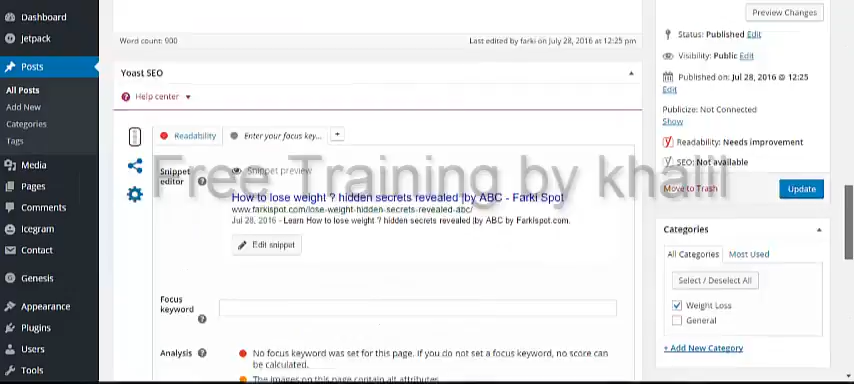 Dashboard
Jetpack
Posts
All Posts
Add New
Categories
Tags
Media
Pages
Comments
Icegram
Contact
Genesis
Appearance
Plugins
Users
Tools
Word count: 900
Last edited by farki on July 28, 2016 at 12:25 pm
Yoast SEO
Help center
Readability
Enter your focus key...
+
Free Training by khalil
Snippet editor
Snippet preview
How to lose weight ? hidden secrets revealed |by ABC - Farki Spot
www.farkispot.com/lose-weight-hidden-secrets-revealed-abc/
Jul 28, 2016 - Learn How to lose weight ? hidden secrets revealed |by ABC by Farkispot.com.
Edit snippet
Focus keyword
Analysis
No focus keyword was set for this page. If you do not set a focus keyword, no score can
be calculated.
The images on this page contain alt attributes
Preview Changes
Status: Published Edit
Visibility: Public Edit
Published on: Jul 28, 2016 @ 12:25
Edit
Publicize: Not Connected
Show
Readability: Needs improvement
SEO: Not available
Move to Trash
Update
Categories
All Categories
Most Used
Select / Deselect All
Weight Loss
General
+ Add New Category